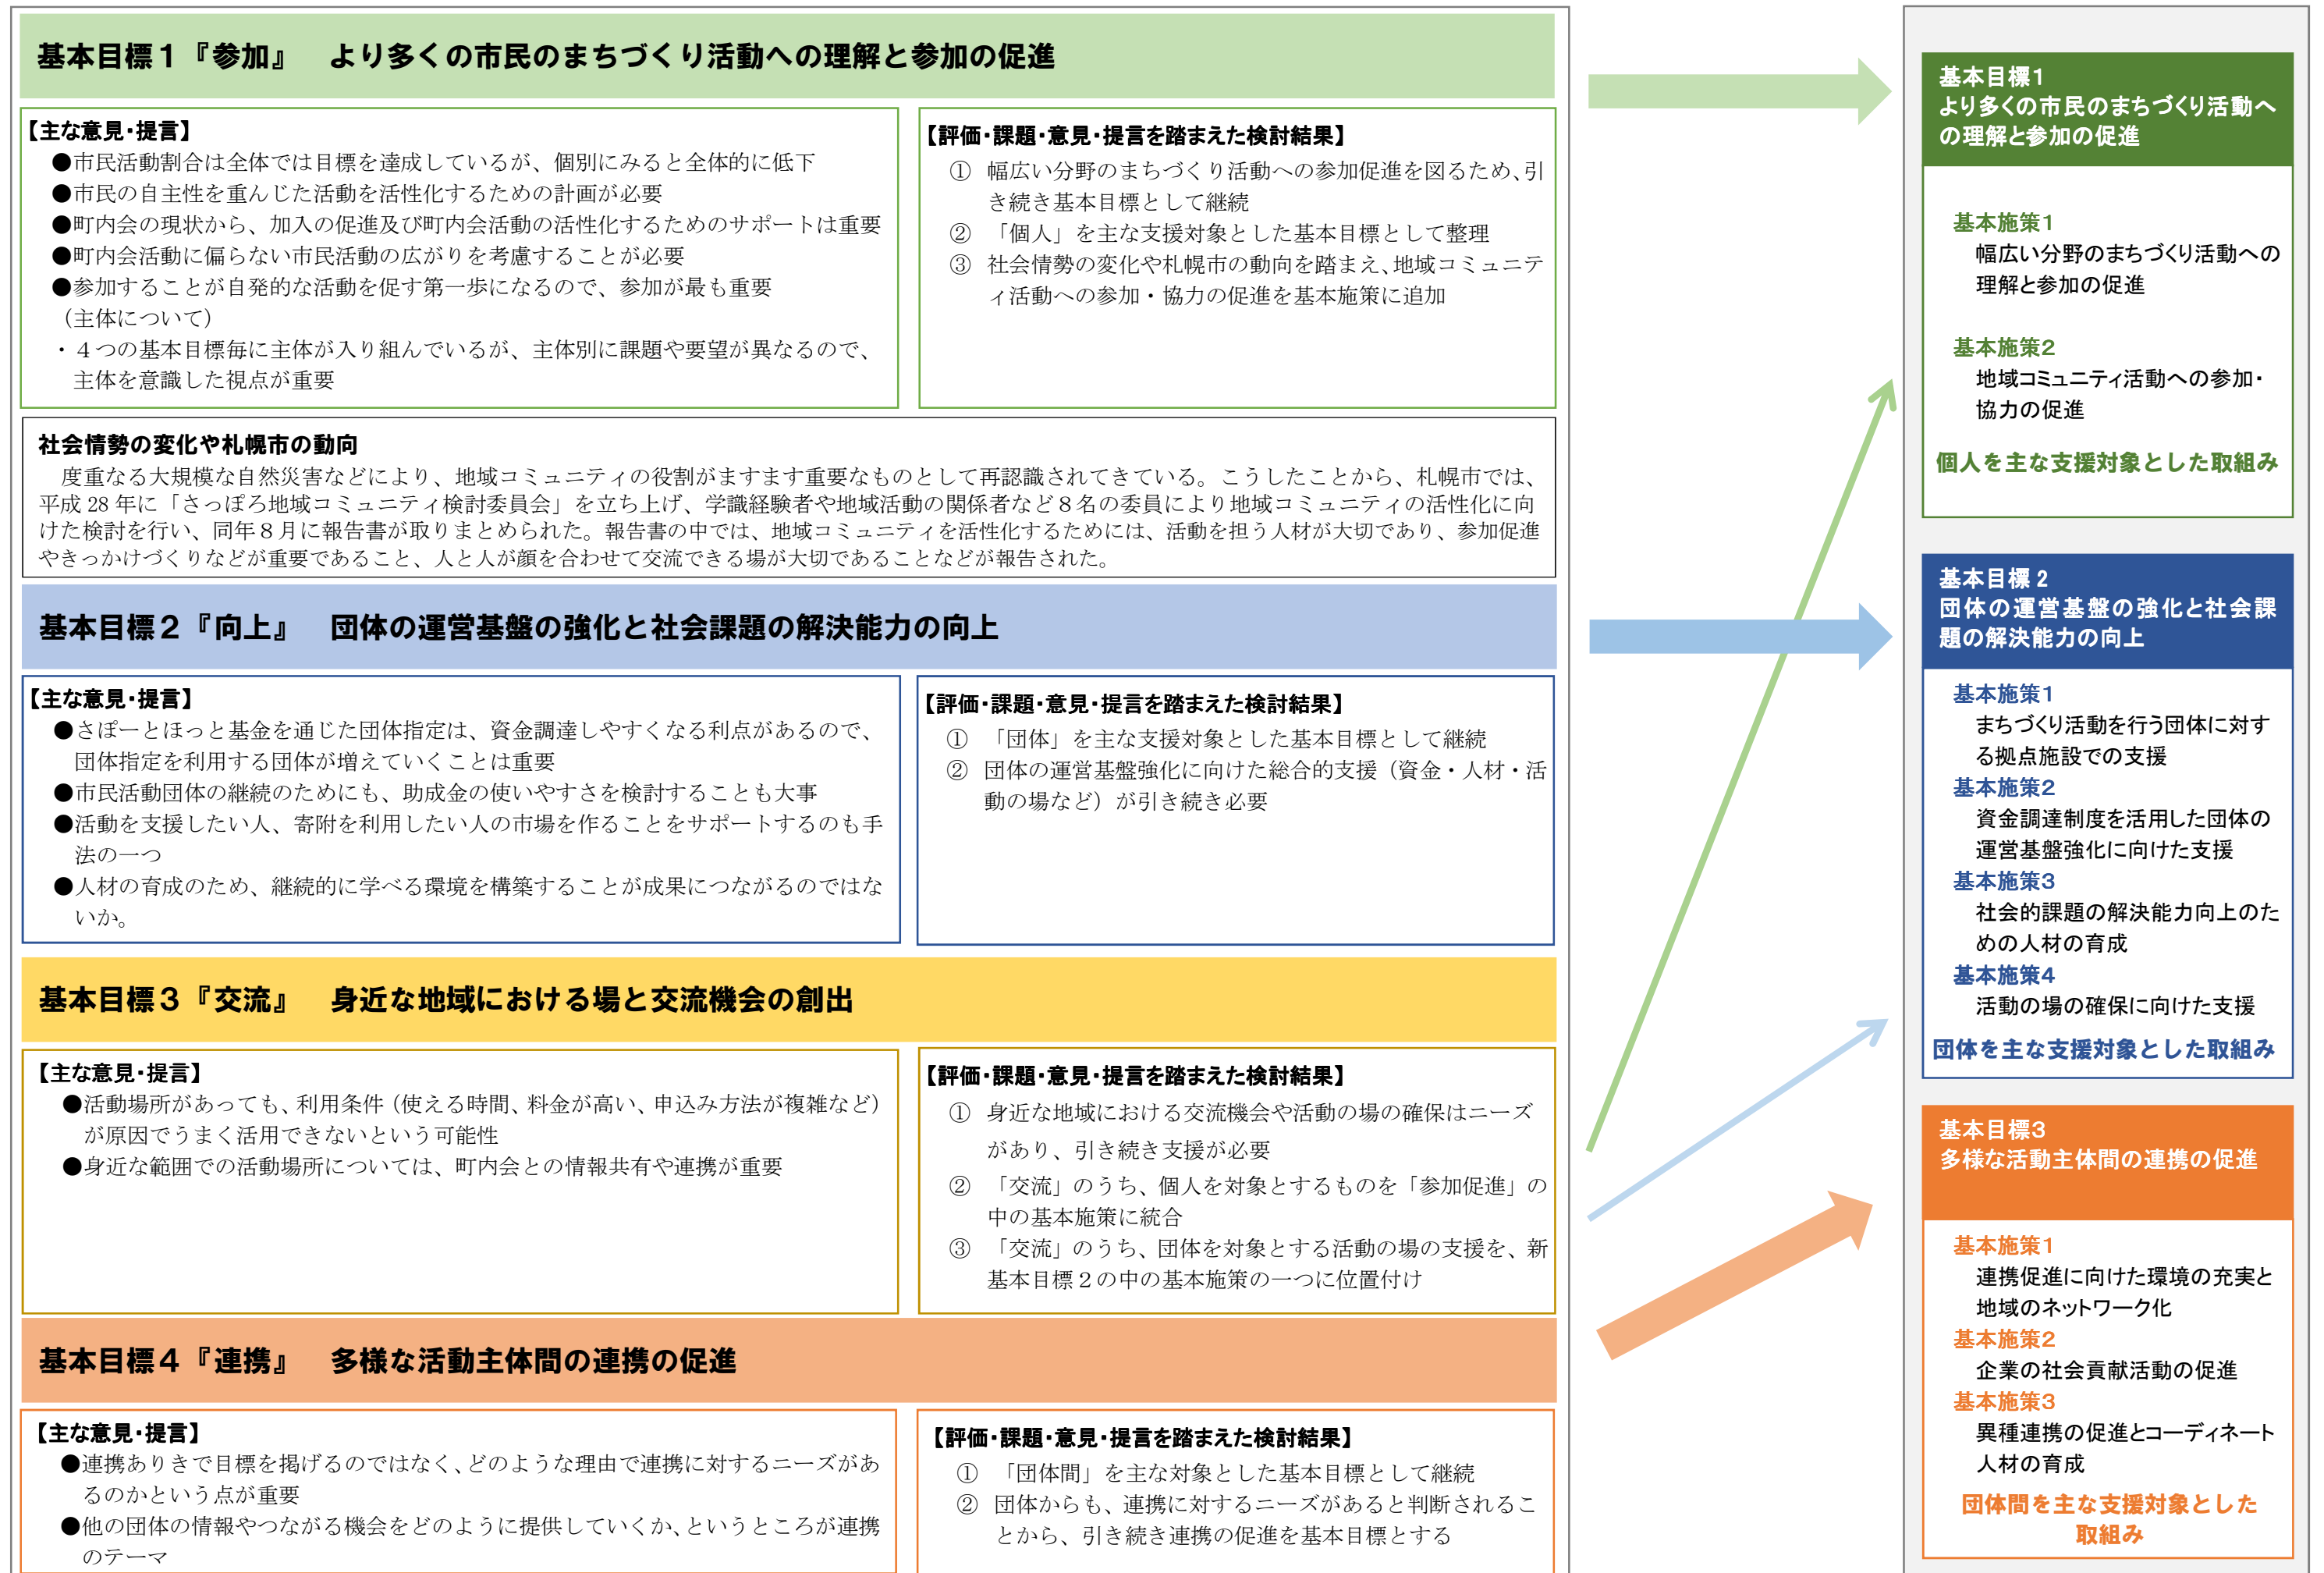 基本目標１『参加』　より多くの市民のまちづくり活動への理解と参加の促進
【主な意見・提言】
●市民活動割合は全体では目標を達成しているが、個別にみると全体的に低下
●市民の自主性を重んじた活動を活性化するための計画が必要
●町内会の現状から、加入の促進及び町内会活動の活性化するためのサポートは重要
●町内会活動に偏らない市民活動の広がりを考慮することが必要
●参加することが自発的な活動を促す第一歩になるので、参加が最も重要
（主体について）
・４つの基本目標毎に主体が入り組んでいるが、主体別に課題や要望が異なるので、
主体を意識した視点が重要
【評価・課題・意見・提言を踏まえた検討結果】
① 幅広い分野のまちづくり活動への参加促進を図るため、引
き続き基本目標として継続
② 「個人」を主な支援対象とした基本目標として整理
③ 社会情勢の変化や札幌市の動向を踏まえ、地域コミュニテ
ィ活動への参加・協力の促進を基本施策に追加
社会情勢の変化や札幌市の動向
度重なる大規模な自然災害などにより、地域コミュニティの役割がますます重要なものとして再認識されてきている。こうしたことから、札幌市では、
平成 28 年に「さっぽろ地域コミュニティ検討委員会」を立ち上げ、学識経験者や地域活動の関係者など８名の委員により地域コミュニティの活性化に向
けた検討を行い、同年８月に報告書が取りまとめられた。報告書の中では、地域コミュニティを活性化するためには、活動を担う人材が大切であり、参加促進
やきっかけづくりなどが重要であること、人と人が顔を合わせて交流できる場が大切であることなどが報告された。
基本目標２『向上』　団体の運営基盤の強化と社会課題の解決能力の向上
【主な意見・提言】
●さぽーとほっと基金を通じた団体指定は、資金調達しやすくなる利点があるので、
団体指定を利用する団体が増えていくことは重要
●市民活動団体の継続のためにも、助成金の使いやすさを検討することも大事
●活動を支援したい人、寄附を利用したい人の市場を作ることをサポートするのも手
法の一つ
●人材の育成のため、継続的に学べる環境を構築することが成果につながるのではな
いか。
【評価・課題・意見・提言を踏まえた検討結果】
① 「団体」を主な支援対象とした基本目標として継続
② 団体の運営基盤強化に向けた総合的支援（資金・人材・活
動の場など）が引き続き必要
基本目標３『交流』　身近な地域における場と交流機会の創出
【主な意見・提言】
●活動場所があっても、利用条件（使える時間、料金が高い、申込み方法が複雑など）
が原因でうまく活用できないという可能性
●身近な範囲での活動場所については、町内会との情報共有や連携が重要
【評価・課題・意見・提言を踏まえた検討結果】
① 身近な地域における交流機会や活動の場の確保はニーズ
があり、引き続き支援が必要
② 「交流」のうち、個人を対象とするものを「参加促進」の
中の基本施策に統合
③ 「交流」のうち、団体を対象とする活動の場の支援を、新
基本目標２の中の基本施策の一つに位置付け
基本目標４『連携』　多様な活動主体間の連携の促進
【主な意見・提言】
●連携ありきで目標を掲げるのではなく、どのような理由で連携に対するニーズがあ
るのかという点が重要
●他の団体の情報やつながる機会をどのように提供していくか、というところが連携
のテーマ
【評価・課題・意見・提言を踏まえた検討結果】
① 「団体間」を主な対象とした基本目標として継続
② 団体からも、連携に対するニーズがあると判断されるこ
とから、引き続き連携の促進を基本目標とする
基本目標1
より多くの市民のまちづくり活動へ
の理解と参加の促進
基本施策1
幅広い分野のまちづくり活動への
理解と参加の促進
基本施策2
地域コミュニティ活動への参加・
協力の促進
個人を主な支援対象とした取組み
基本目標２
団体の運営基盤の強化と社会課
題の解決能力の向上
基本施策1
まちづくり活動を行う団体に対す
る拠点施設での支援
基本施策2
資金調達制度を活用した団体の
運営基盤強化に向けた支援
基本施策3
社会的課題の解決能力向上のた
めの人材の育成
基本施策4
活動の場の確保に向けた支援
団体を主な支援対象とした取組み
基本目標3
多様な活動主体間の連携の促進
基本施策1
連携促進に向けた環境の充実と
地域のネットワーク化
基本施策2
企業の社会貢献活動の促進
基本施策3
異種連携の促進とコーディネート
人材の育成
団体間を主な支援対象とした
取組み